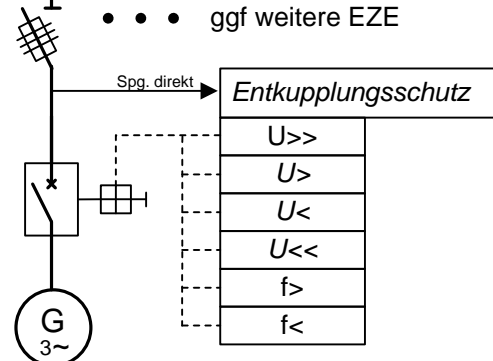 • • • ggf weitere EZE
Spg. direkt
Entkupplungsschutz
U>>
U>
U<
U<<
f>
f<
G
3~